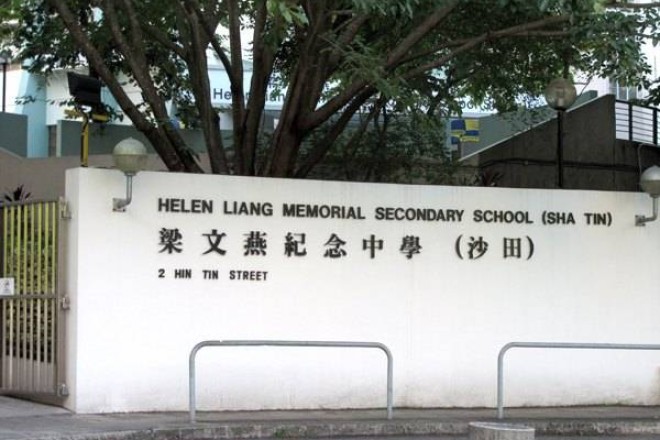 Helen
HELEN LIANG MEMORIAL SECONDARY SCHOOL (SHA TIN)
梁文燕紀念中學 (沙田)
2 HIN TIN STREET